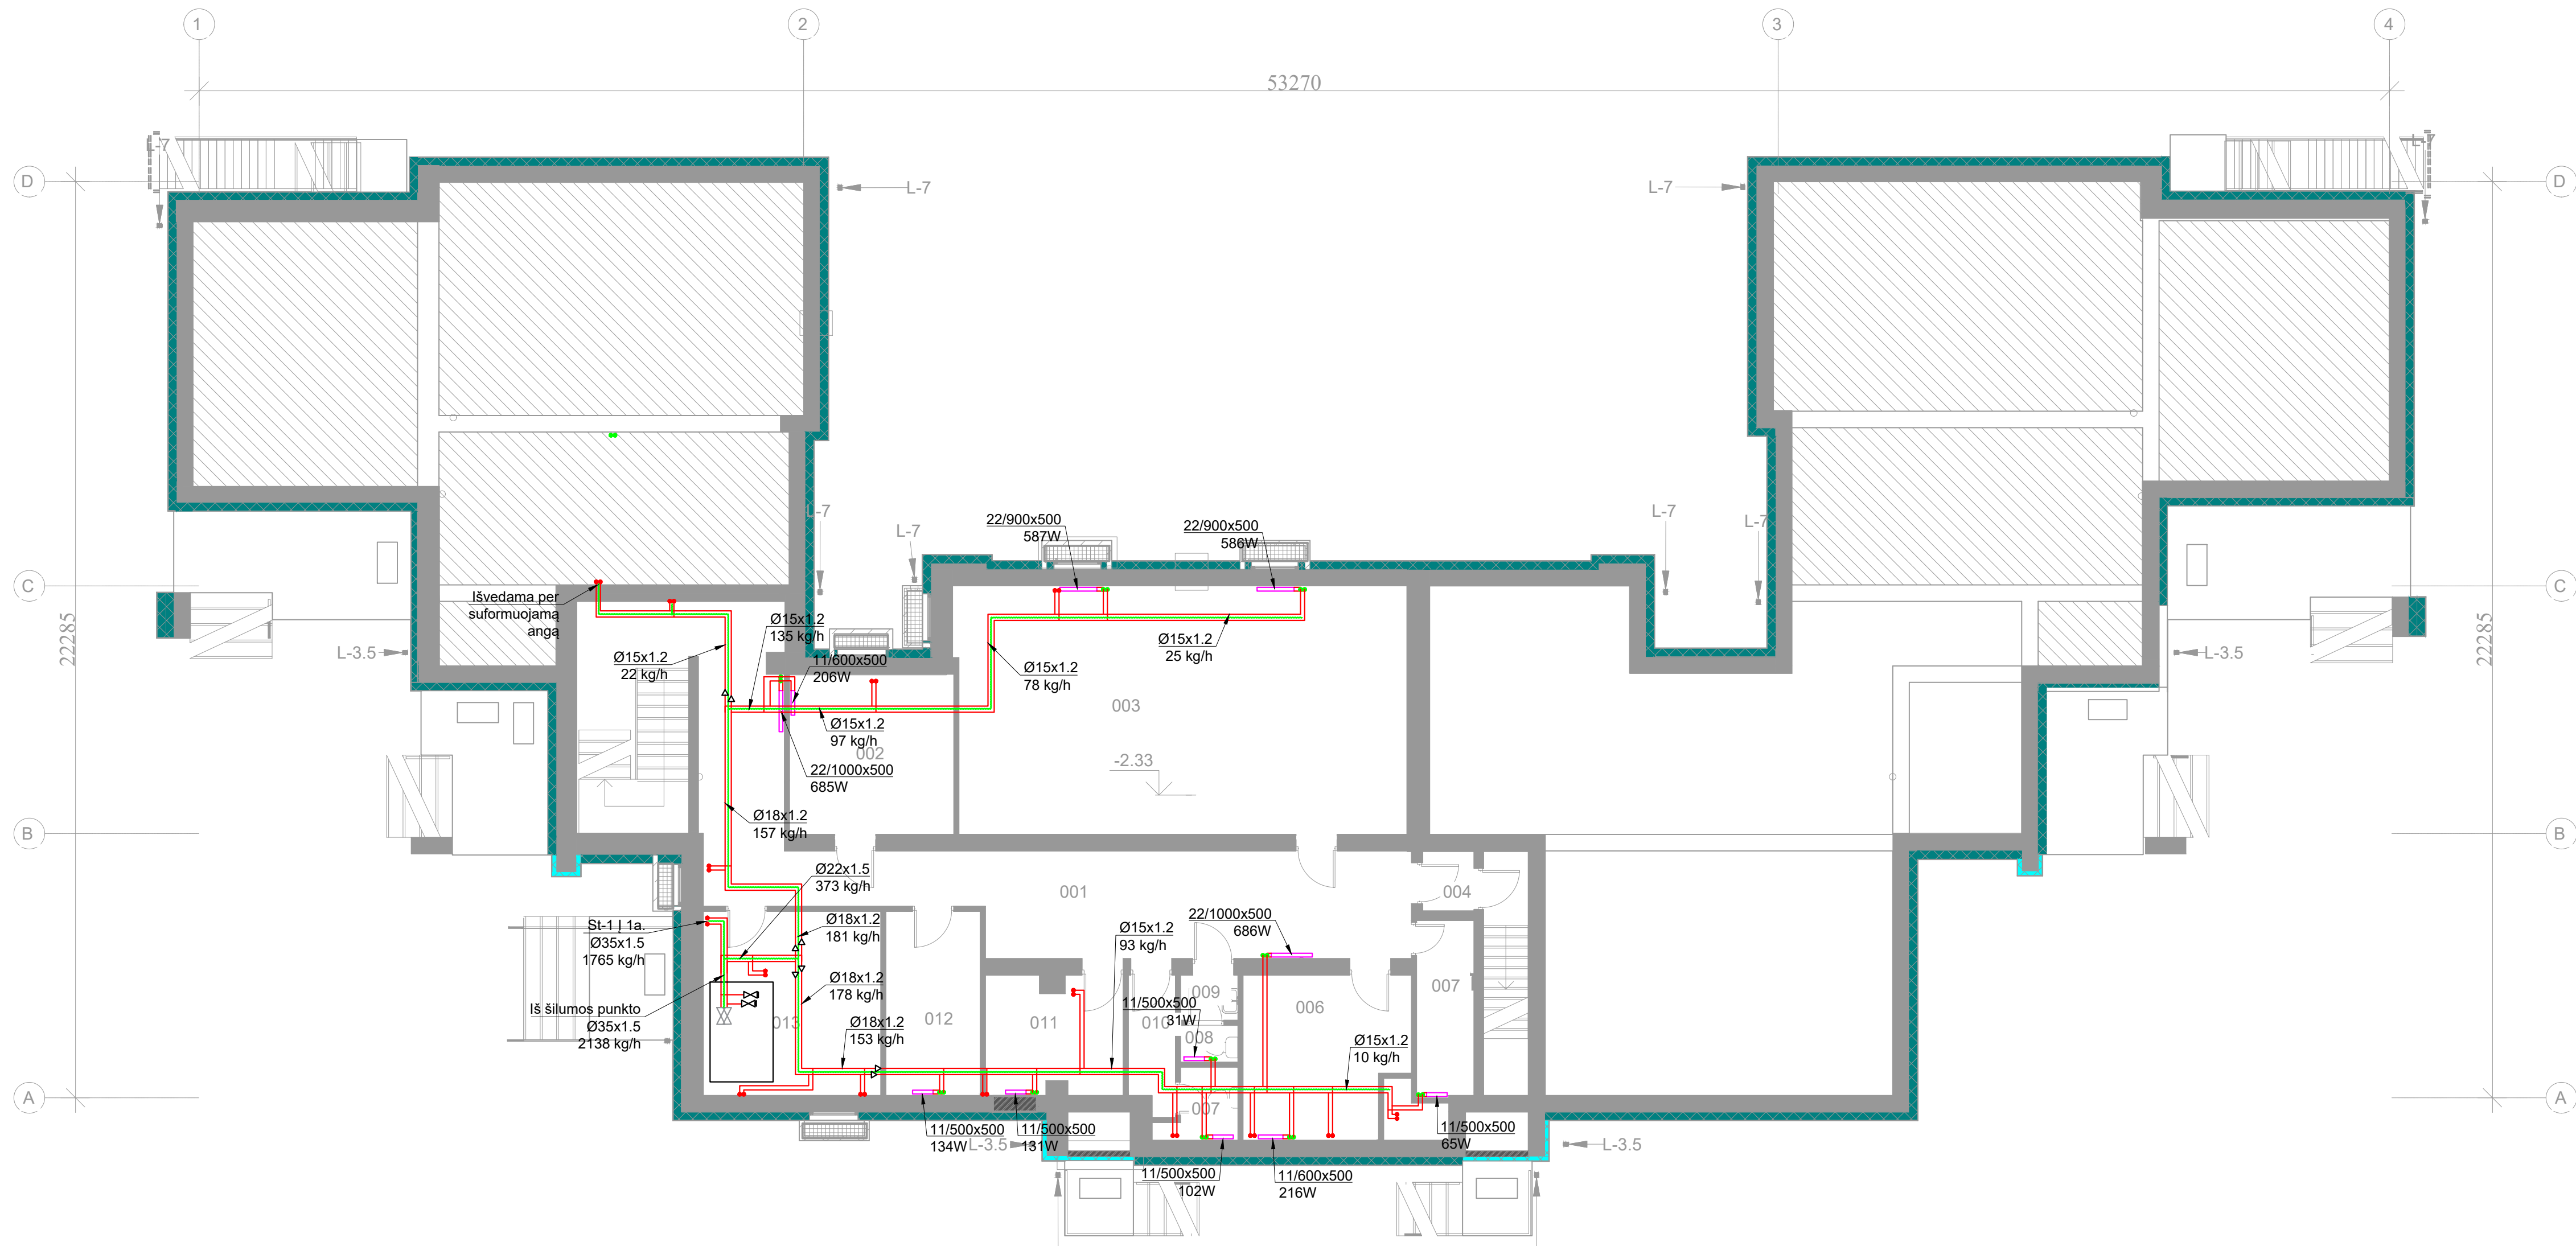 1
2
3
4
53270
L-7
L-7
D
D
L-7
L-7
L-7
L-7
L-7
L-7
22/900x500
587W
22/900x500
586W
C
C
Išvedama per
suformuojamą
angą
22285
22285
Ø15x1.2
135 kg/h
Ø15x1.2
22 kg/h
Ø15x1.2
25 kg/h
L-3.5
L-3.5
11/600x500
206W
Ø15x1.2
78 kg/h
003
Ø15x1.2
97 kg/h
002
-2.33
22/1000x500
685W
Ø18x1.2
157 kg/h
B
B
Ø22x1.5
373 kg/h
001
004
St-1 Į 1a.
Ø35x1.5
1765 kg/h
Ø18x1.2
181 kg/h
Ø15x1.2
93 kg/h
22/1000x500
686W
Ø18x1.2
178 kg/h
009
006
007
11/500x500
31W
Iš šilumos punkto
Ø35x1.5
2138 kg/h
013
Ø18x1.2
153 kg/h
012
011
010
008
Ø15x1.2
10 kg/h
A
A
007
11/500x500
134W
11/500x500
131W
L-3.5
11/500x500
65W
L-3.5
11/500x500
102W
11/600x500
216W